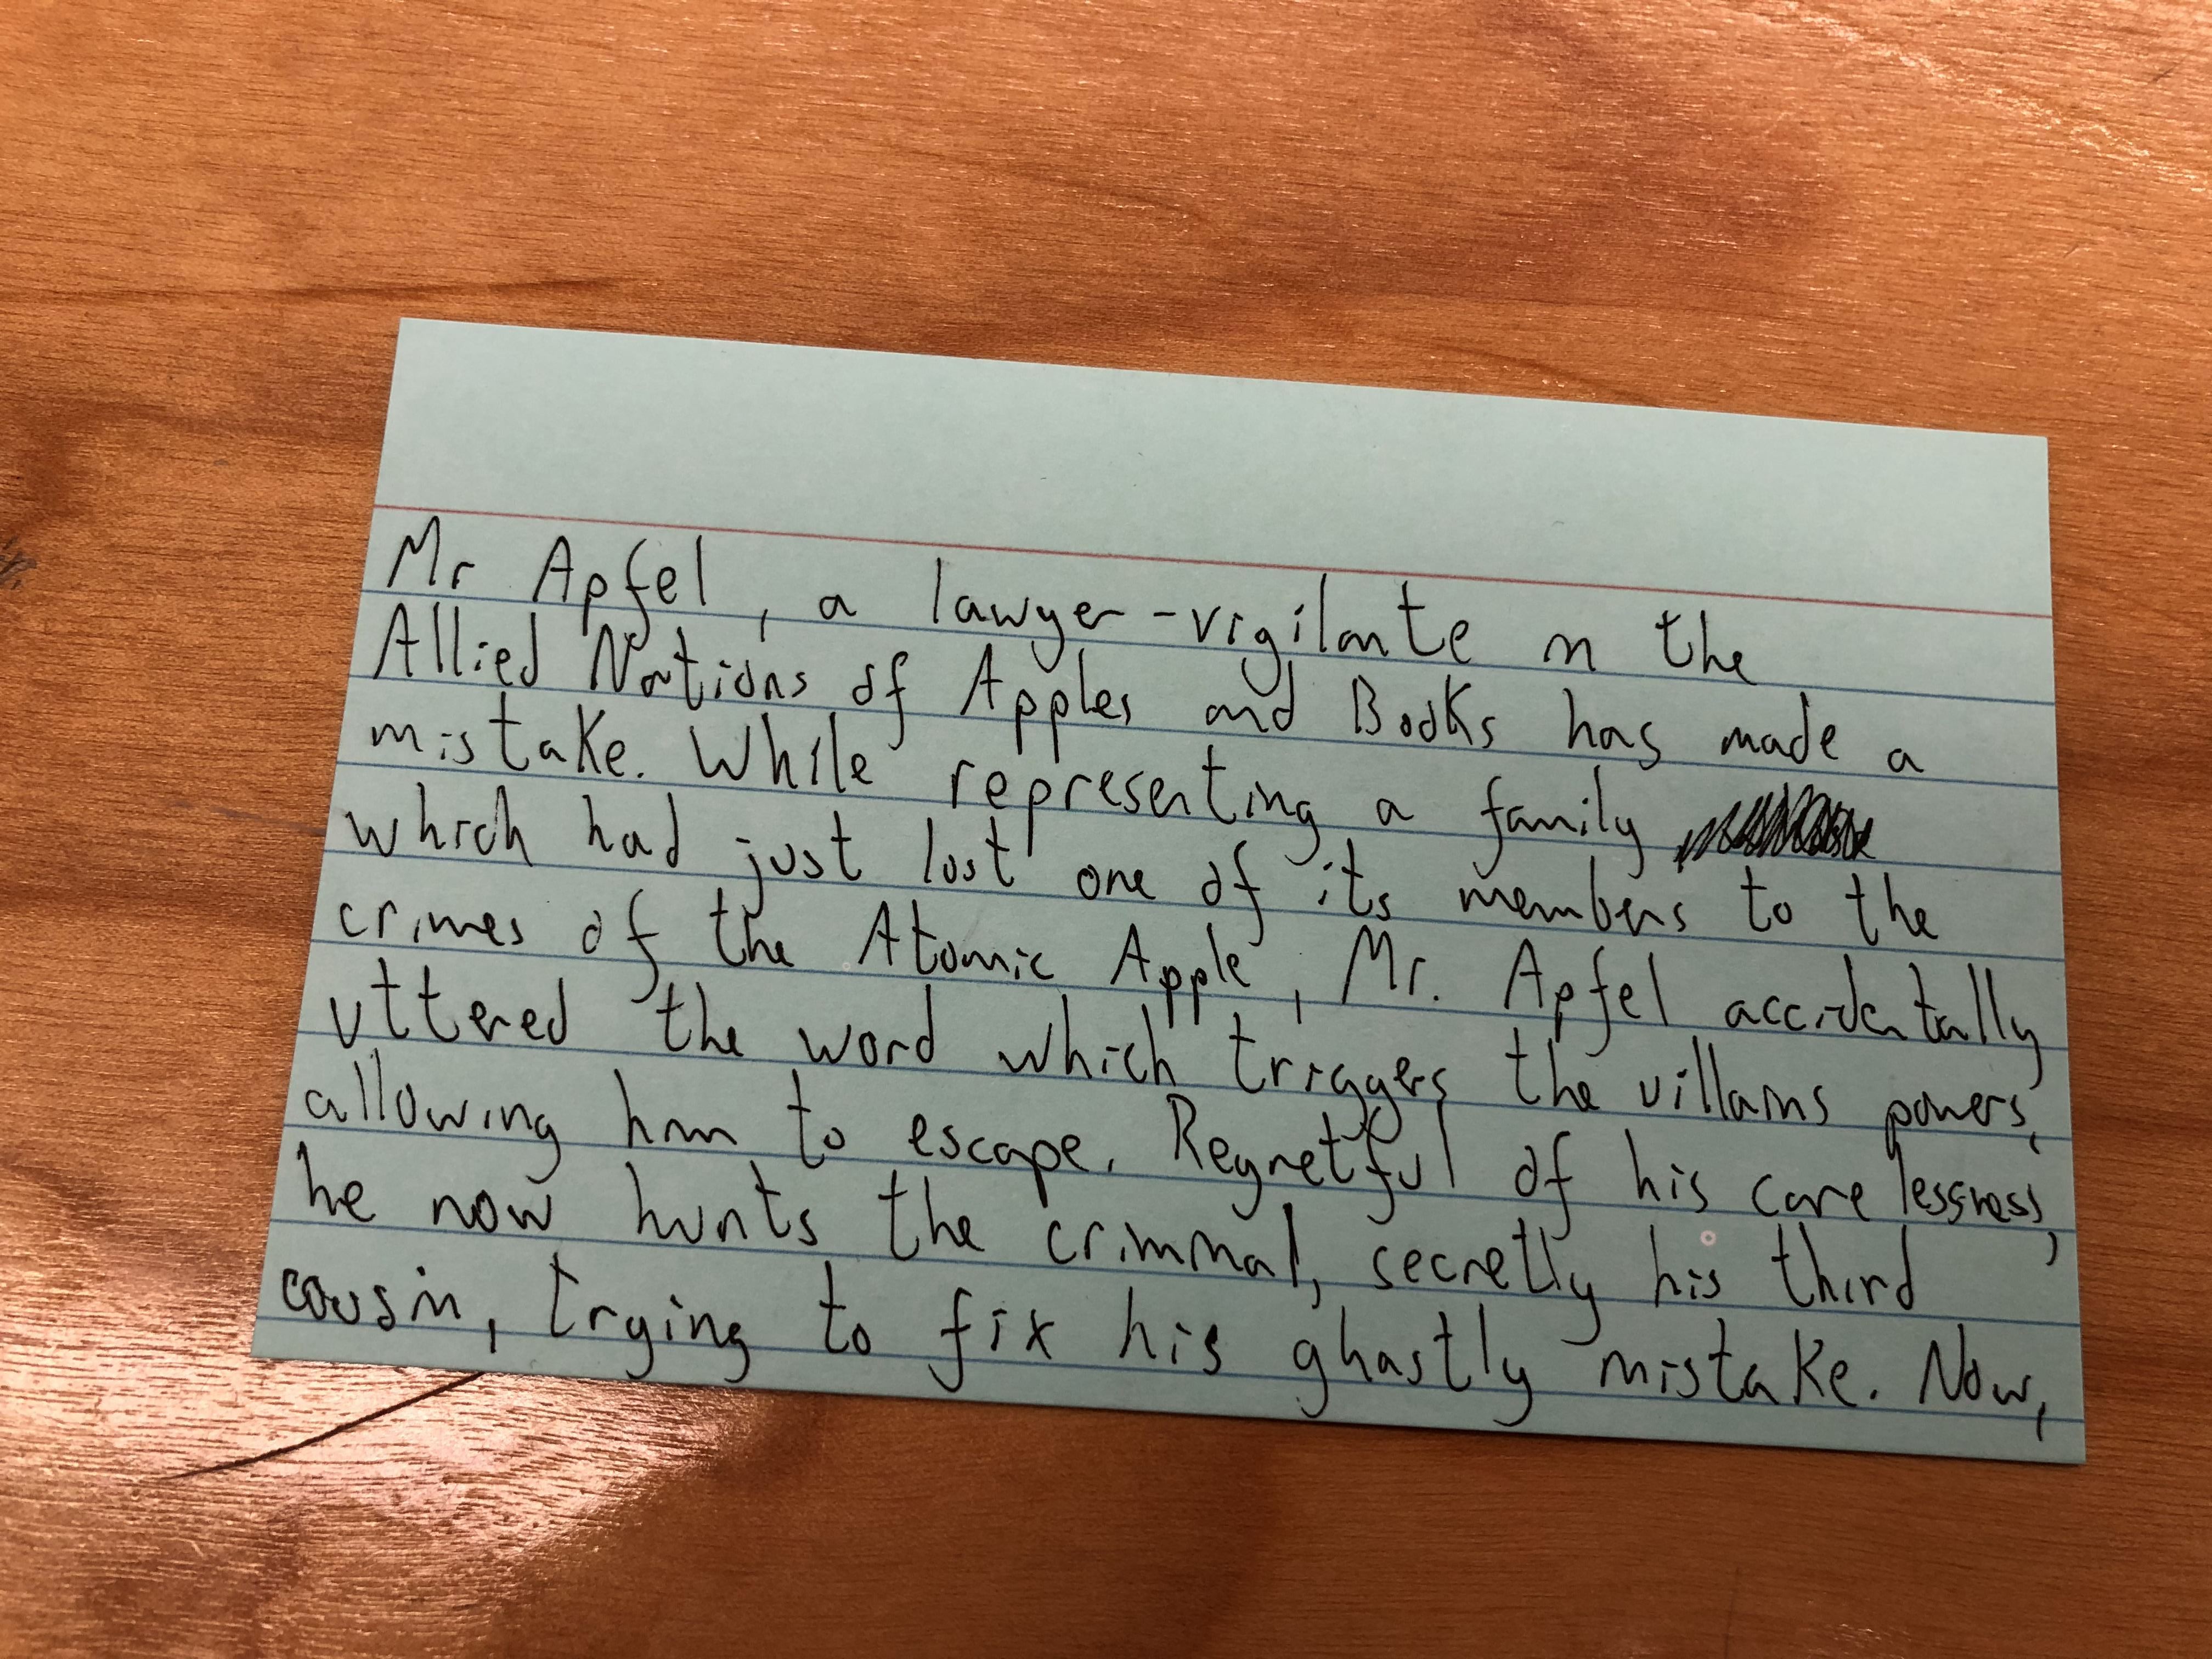 Mr Apfel, a lawyer-vigilante in the
Allied Nations of Apples and Books has made a
mistake. While representing a family
which had just lost one of its members to the
crimes of the Atomic Apple, Mr. Apfel accidentally
uttered the word which triggers the villains powers,
allowing him to escape. Regretful of his carelessness,
he now hunts the criminal, secretly his third
cousin, trying to fix his ghastly mistake. Now,